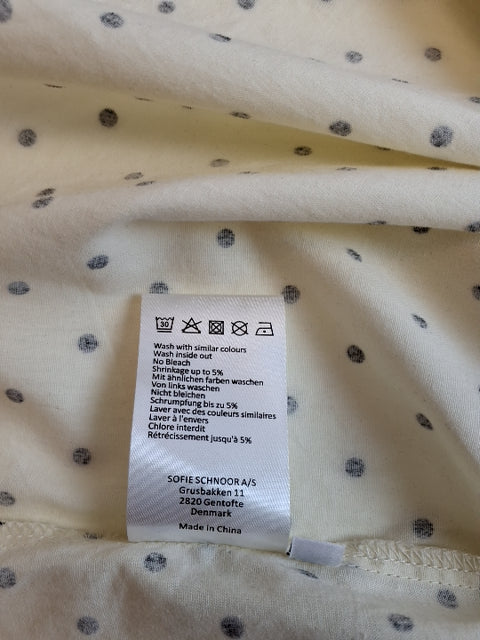 30
Wash with similar colours
Wash inside out
No Bleach
Shrinkage up to 5%
Mit ähnlichen farben waschen
Von links waschen
Nicht bleichen
Schrumpfung bis zu 5%
Laver avec des couleurs similaires
Laver à l'envers
Chlore interdit
Rétrécissement jusqu'à 5%
SOFIE SCHNOOR A/S
Grusbakken 11
2820 Gentofte
Denmark
Made in China